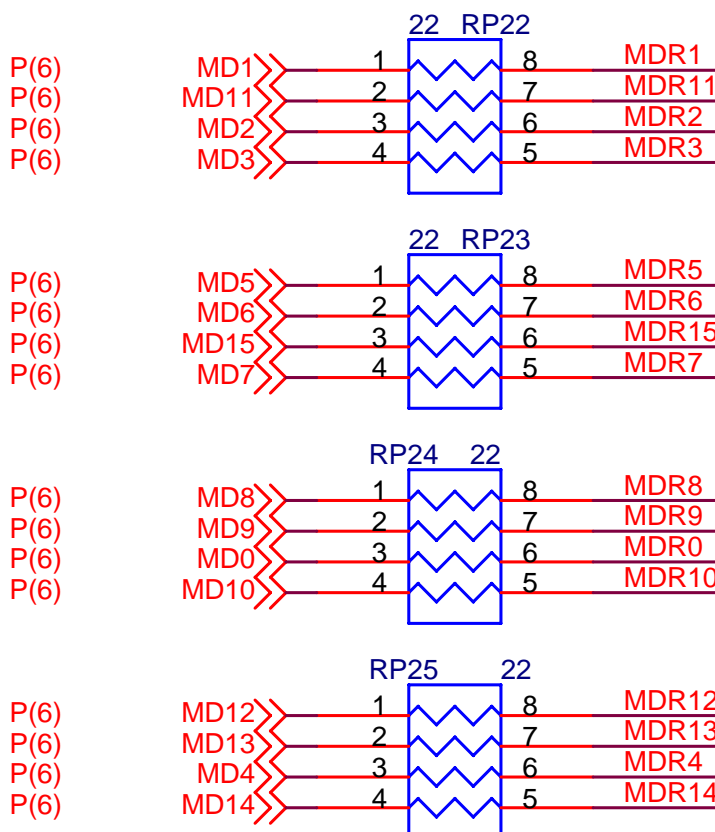 22 RP22
P(6) MD1 1 8 MDR1
P(6) MD11 2 7 MDR11
P(6) MD2 3 6 MDR2
P(6) MD3 4 5 MDR3
22 RP23
P(6) MD5 1 8 MDR5
P(6) MD6 2 7 MDR6
P(6) MD15 3 6 MDR15
P(6) MD7 4 5 MDR7
RP24 22
P(6) MD8 1 8 MDR8
P(6) MD9 2 7 MDR9
P(6) MD0 3 6 MDR0
P(6) MD10 4 5 MDR10
RP25 22
P(6) MD12 1 8 MDR12
P(6) MD13 2 7 MDR13
P(6) MD4 3 6 MDR4
P(6) MD14 4 5 MDR14